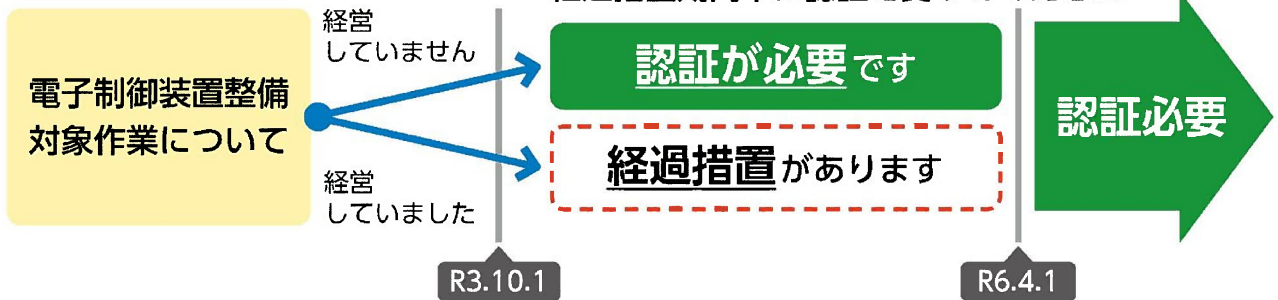 経営
していません
電子制御装置整備
対象作業について
経営
していました
認証が必要です
経過措置があります
認証必要
R3.10.1
R6.4.1